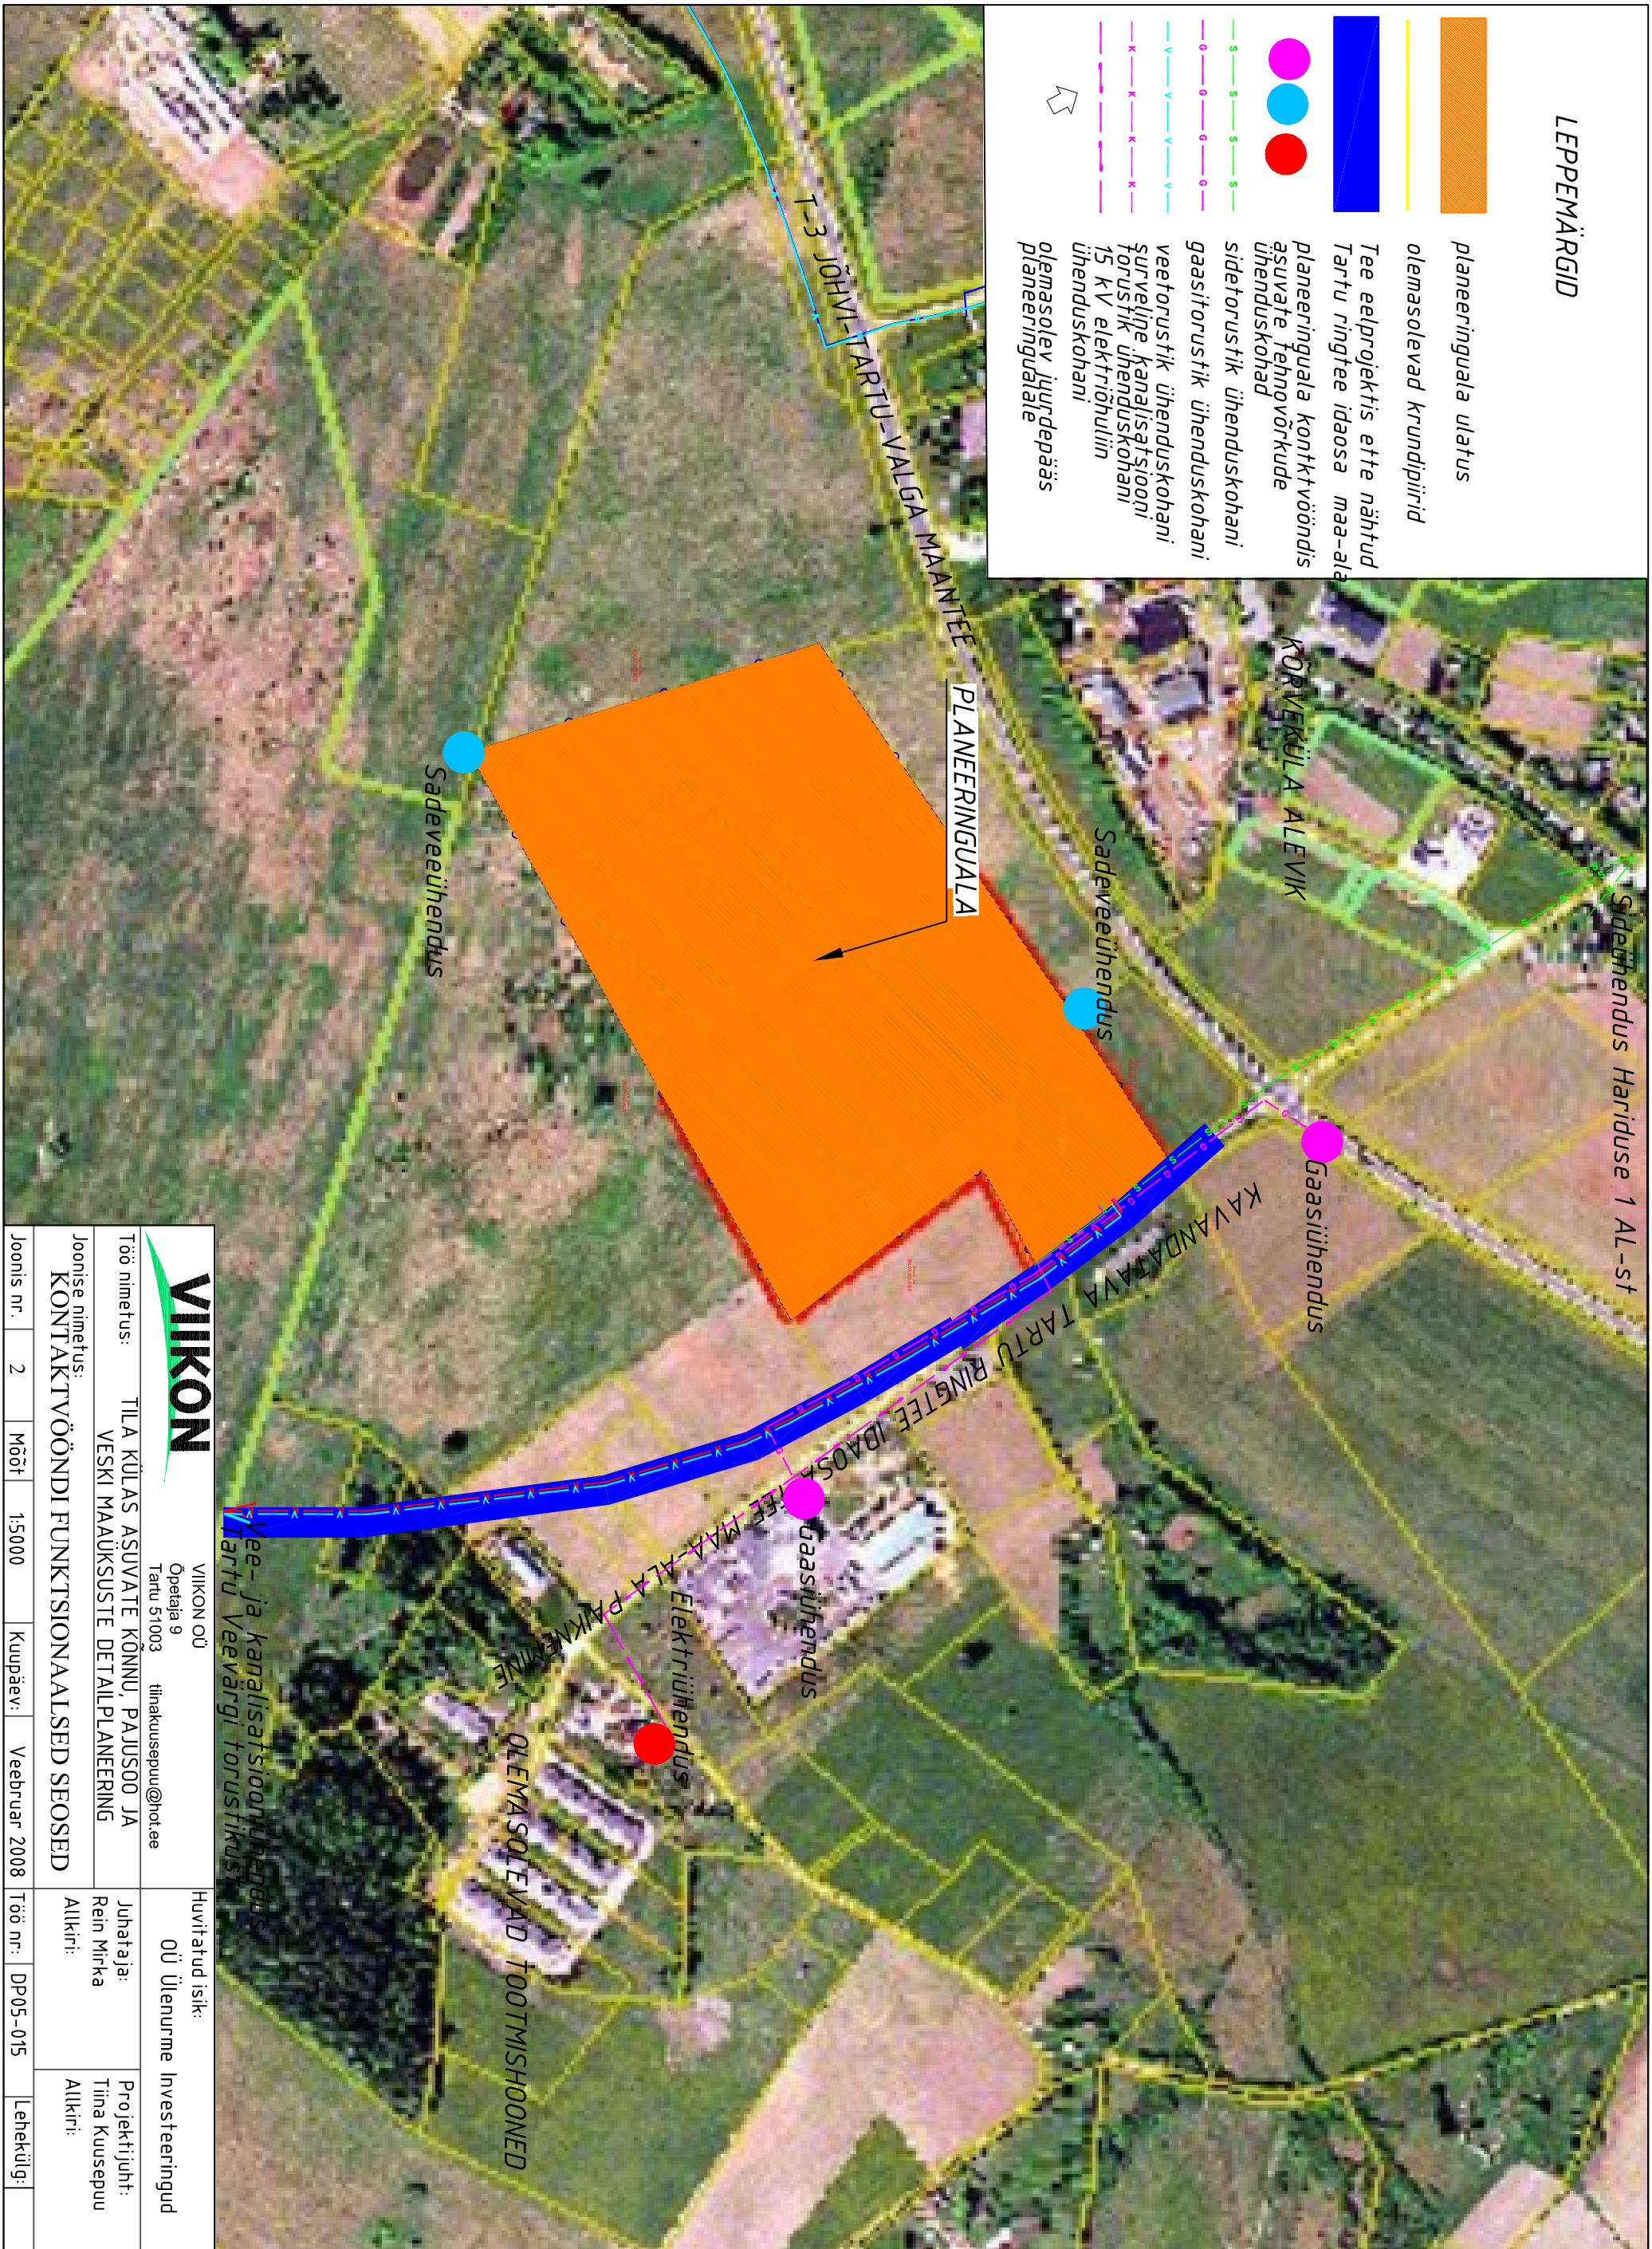 LEPPEMÄRGID
planeeringuala ulatus
olemasolevad krundipiirid
Tee eelprojektis ette nähtud
Tartu ringtee idaosa maa-ala
planeeringuala kontktvööndis
asuvate tehnovõrkude
ühenduskohad
S S S S
sidetorustik ühenduskohani
G G G G
gaasitorustik ühenduskohani
V V V V
veetorustik ühenduskohani
K K K K
surveline kanalisatsiooni
torustik ühenduskohani
15 kV elektriõhuliin
ühenduskohani
olemasolev juurdepääs
planeeringualale
Sideühendus Hariduse 1 AL-st
KÕRVEKÜLA ALEVIK
Gaasiühendus
T-3 JÕHVI-TARTU-VALGA MAANTEE
PLANEERINGUALA
Sadeveeühendus
KAVANDATAVA TARTU RINGTEE IDAOSA TEE MAA-ALA PAIKNEMINE
Gaasiühendus
Elektriühendus
Sadeveeühendus
OLEMASOLEVAD TOOTMISHOONED
Vee- ja kanalisatsiooniühendus
Tartu Veevärgi torustikust
VIIKON
VIIKON OÜ
Õpetaja 9
Tartu 51003 tiinakuusepuu@hot.ee
Huvitatud isik:
OÜ Ülenurme Investeeringud
Töö nimetus: TILA KÜLAS ASUVATE KÕNNU, PAJUSOO JA
VESKI MAAÜKSUSTE DETAILPLANEERING
Juhataja:
Rein Mirka
Allkiri:
Projektijuht:
Tiina Kuusepuu
Allkiri:
Joonise nimetus:
KONTAKTVÖÖNDI FUNKTSIONAALSED SEOSED
Joonis nr. 2 Mõõt 1:5000 Kuupäev: Veebruar 2008 Töö nr: DP05-015 Lehekülg: